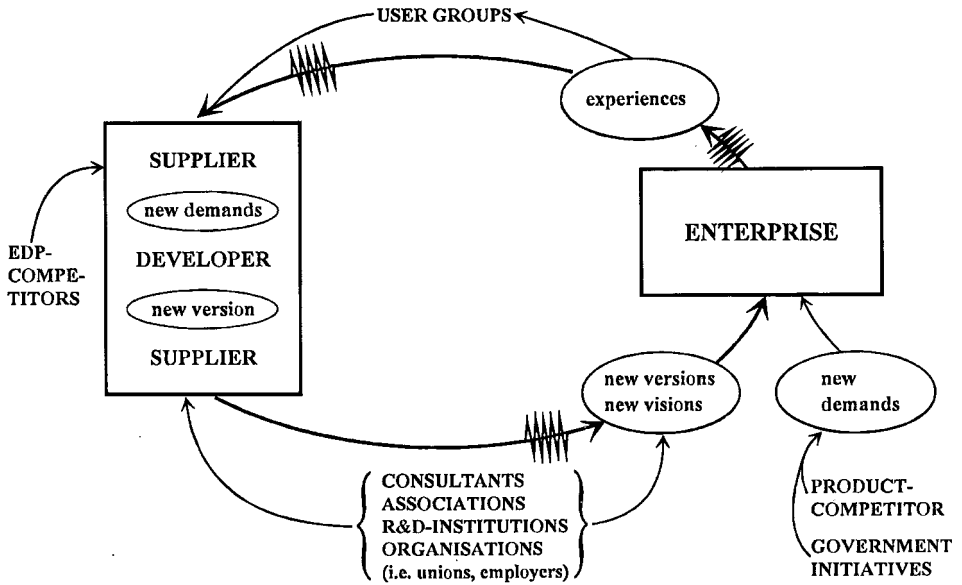 USER GROUPS
experiences
SUPPLIER
new demands
DEVELOPER
new version
SUPPLIER
EDP-
COMPE-
TITORS
ENTERPRISE
new versions
new visions
new
demands
CONSULTANTS
ASSOCIATIONS
R&D-INSTITUTIONS
ORGANISATIONS
(i.e. unions, employers)
PRODUCT-
COMPETITOR
GOVERNMENT
INITIATIVES